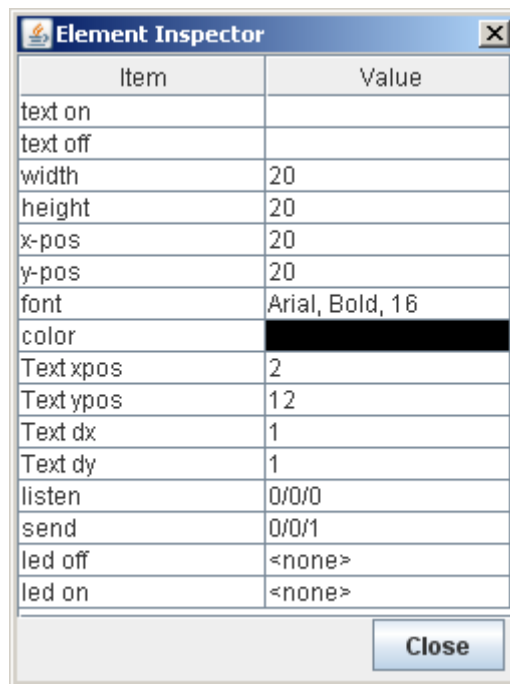 Element Inspector
Item Value
text on
text off
width 20
height 20
x-pos 20
y-pos 20
font Arial, Bold, 16
color
Text xpos 2
Text ypos 12
Text dx 1
Text dy 1
listen 0/0/0
send 0/0/1
led off <none>
led on <none>
Close